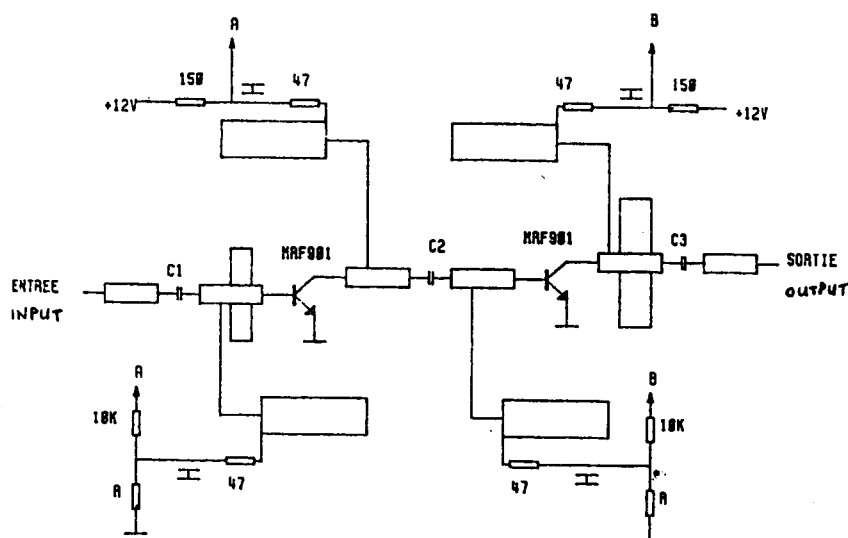 A
B
150
47
47
150
+12V
+12V
MRF901
C2
MRF901
C3
C1
ENTREE
INPUT
SORTIE
OUTPUT
A
B
10K
10K
47
47
R
R